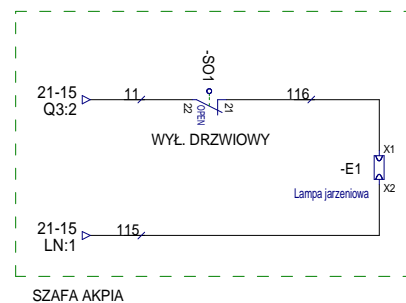 -SO1
21-15
Q3:2
11
22
OPEN
21
116
WYŁ. DRZWIOWY
X1
-E1
X2
Lampa jarzeniowa
21-15
LN:1
115
SZAFA AKPIA